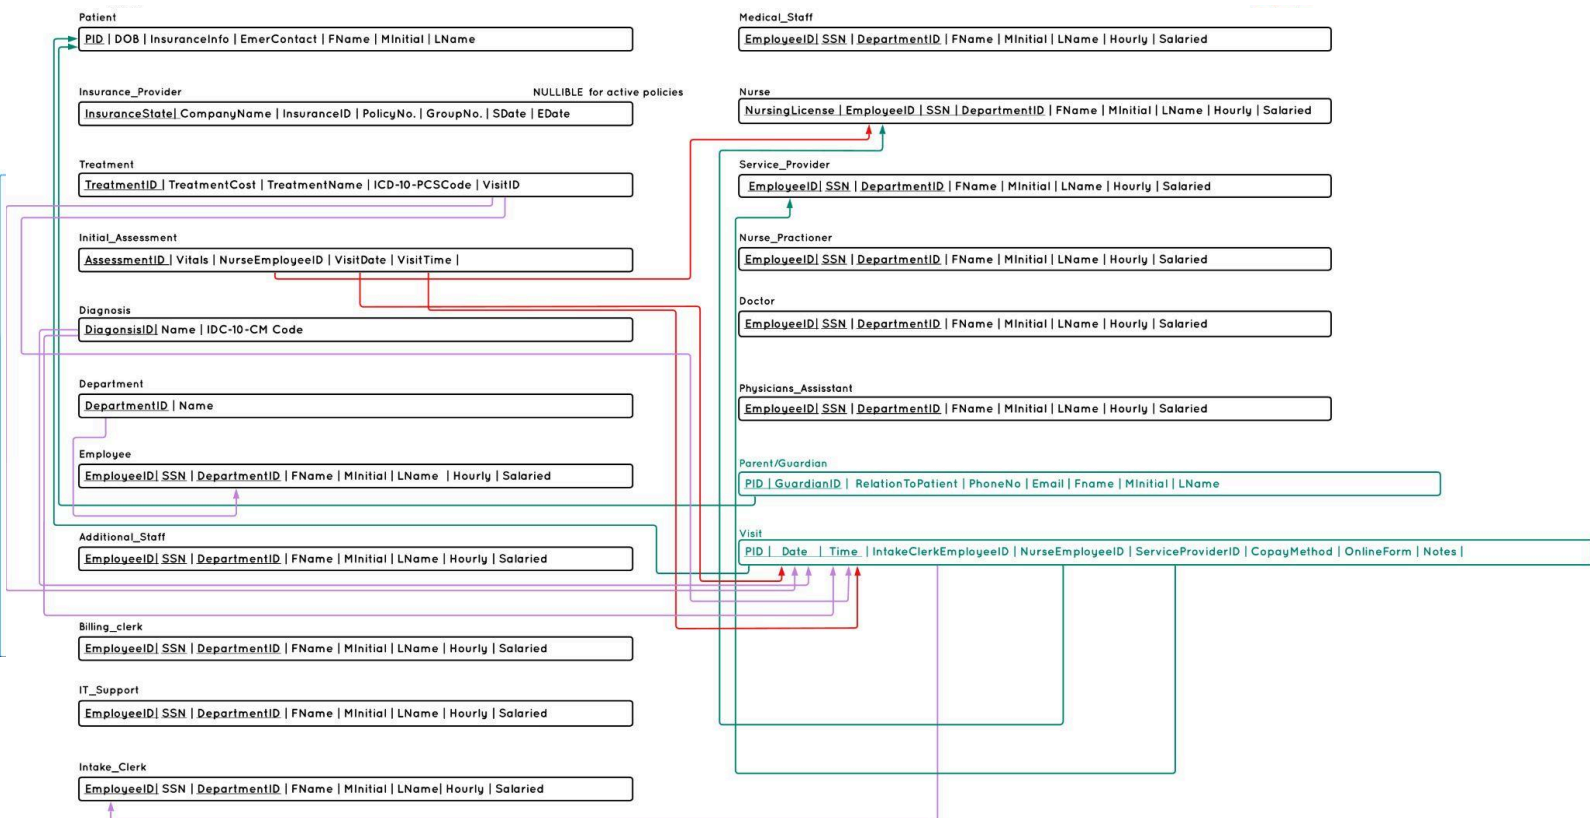 Patient
PID | DOB | InsuranceInfo | EmerContact | FName | MInitial | LName
Insurance_Provider
NULLIBLE for active policies
InsuranceState| CompanyName | InsuranceID | PolicyNo. | GroupNo. | SDate | EDate
Treatment
TreatmentID | TreatmentCost | TreatmentName | ICD-10-PCSCode | VisitID
Initial_Assessment
AssessmentID | Vitals | NurseEmployeeID | VisitDate | VisitTime |
Diagnosis
DiagonsisID| Name | IDC-10-CM Code
Department
DepartmentID | Name
Employee
EmployeeID| SSN | DepartmentID | FName | MInitial | LName | Hourly | Salaried
Additional_Staff
EmployeeID| SSN | DepartmentID | FName | MInitial | LName | Hourly | Salaried
Billing_clerk
EmployeeID| SSN | DepartmentID | FName | MInitial | LName | Hourly | Salaried
IT_Support
EmployeeID| SSN | DepartmentID | FName | MInitial | LName | Hourly | Salaried
Intake_Clerk
EmployeeID| SSN | DepartmentID | FName | MInitial | LName| Hourly | Salaried
Medical_Staff
EmployeeID| SSN | DepartmentID | FName | MInitial | LName | Hourly | Salaried
Nurse
NursingLicense | EmployeeID | SSN | DepartmentID | FName | MInitial | LName | Hourly | Salaried
Service_Provider
EmployeeID| SSN | DepartmentID | FName | MInitial | LName | Hourly | Salaried
Nurse_Practioner
EmployeeID| SSN | DepartmentID | FName | MInitial | LName | Hourly | Salaried
Doctor
EmployeeID| SSN | DepartmentID | FName | MInitial | LName | Hourly | Salaried
Physicians_Assisstant
EmployeeID| SSN | DepartmentID | FName | MInitial | LName | Hourly | Salaried
Parent/Guardian
PID | GuardianID | RelationToPatient | PhoneNo | Email | Fname | MInitial | LName
Visit
PID | Date | Time | IntakeClerkEmployeeID | NurseEmployeeID | ServiceProviderID | CopayMethod | OnlineForm | Notes |